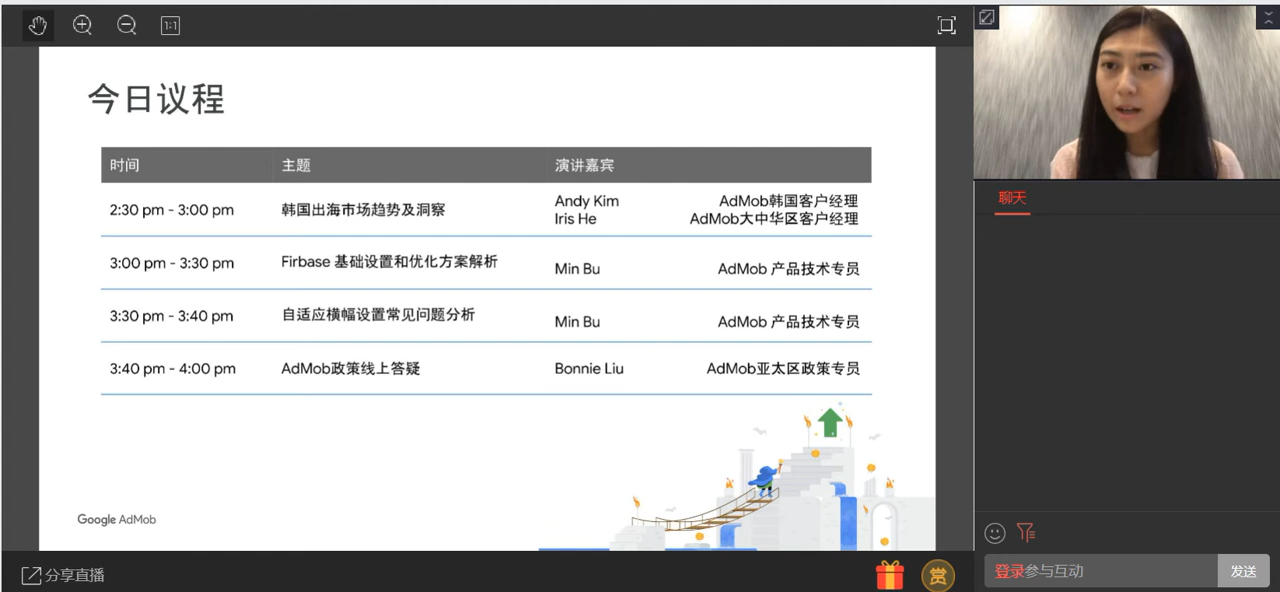 1:1
今日议程
时间 主题 演讲嘉宾
2:30 pm - 3:00 pm 韩国出海市场趋势及洞察 Andy Kim AdMob韩国客户经理
Iris He AdMob大中华区客户经理
3:00 pm - 3:30 pm Firbase 基础设置和优化方案解析 Min Bu AdMob 产品技术专员
3:30 pm - 3:40 pm 自适应横幅设置常见问题分析 Min Bu AdMob 产品技术专员
3:40 pm - 4:00 pm AdMob政策线上答疑 Bonnie Liu AdMob亚太区政策专员
Google AdMob
聊天
分享直播
赏
登录参与互动
发送